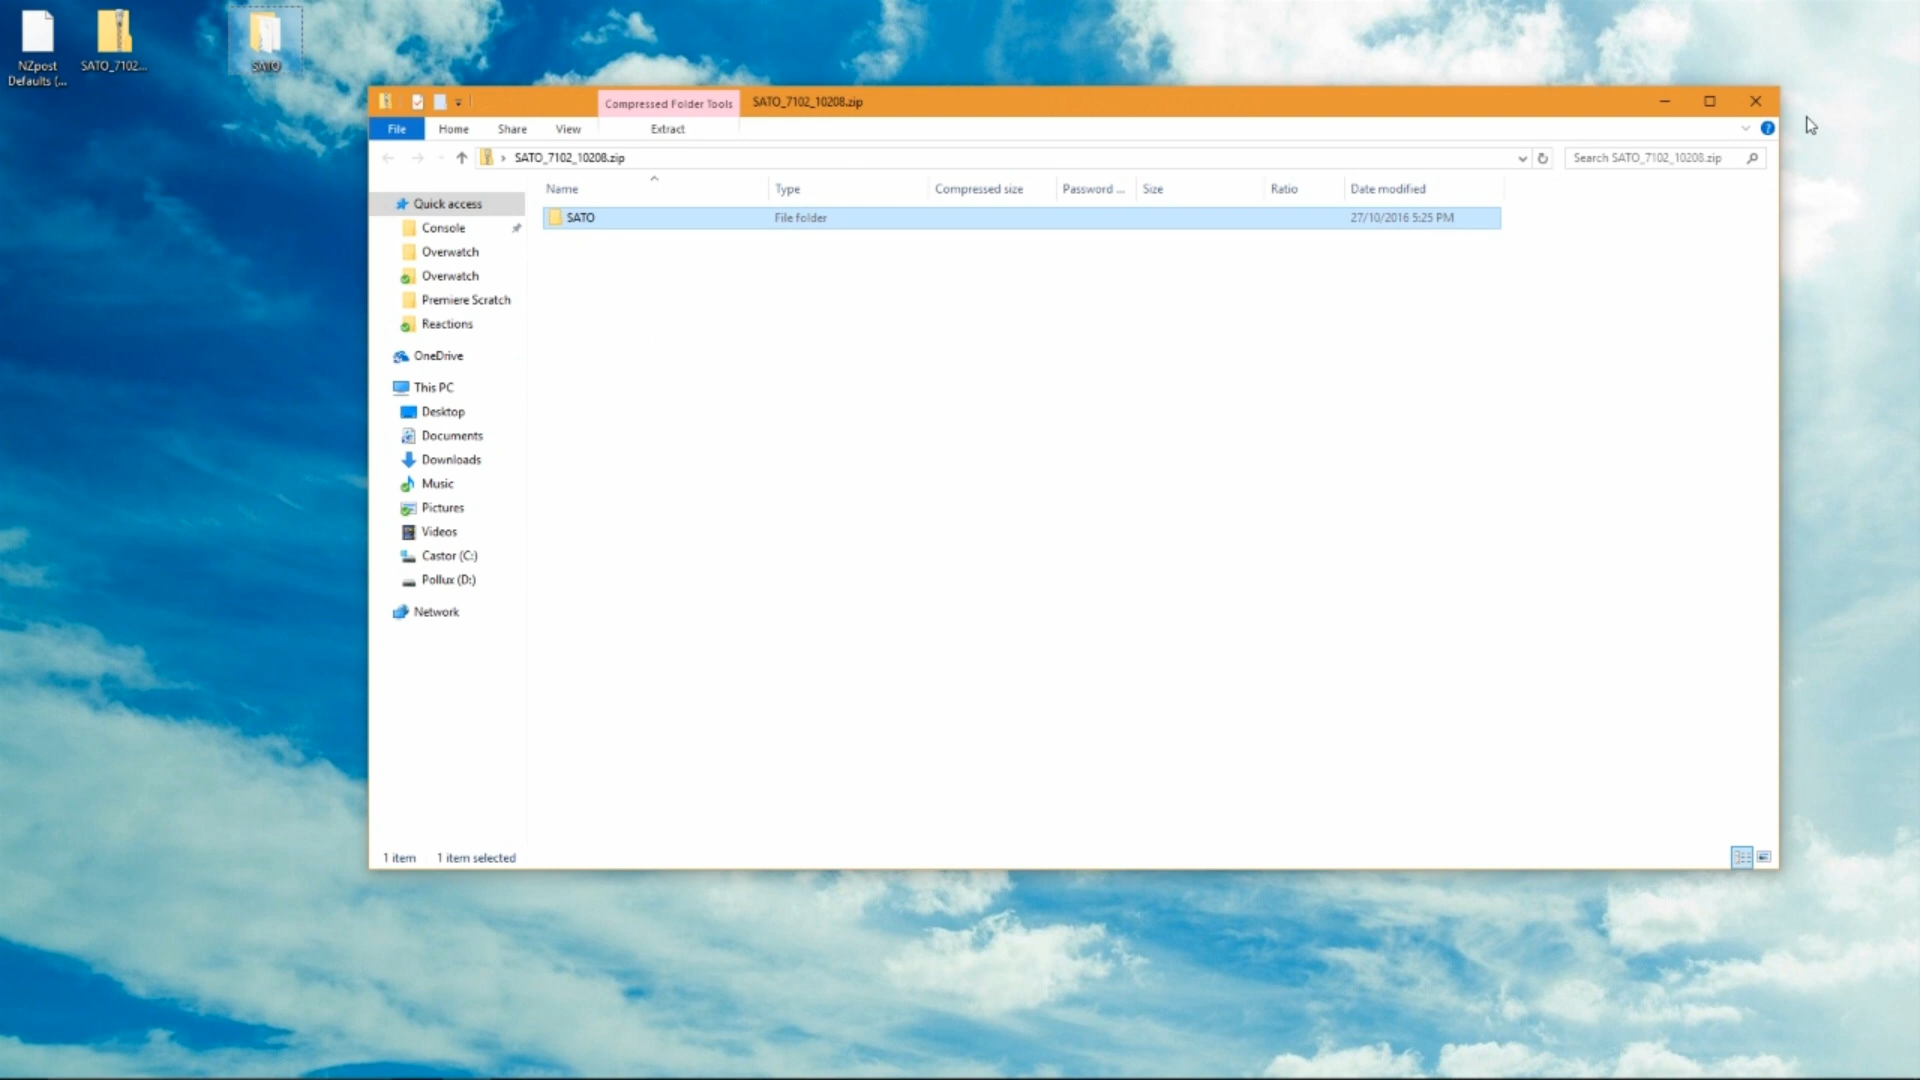 NZpost
Defaults (...
SATO_7102...
SATO
Compressed Folder Tools
SATO_7102_10208.zip
File
Home
Share
View
Extract
SATO_7102_10208.zip
Search SATO_7102_10208.zip
Name
Type
Compressed size
Password ...
Size
Ratio
Date modified
SATO
File folder
27/10/2016 5:25 PM
Quick access
Console
Overwatch
Overwatch
Premiere Scratch
Reactions
OneDrive
This PC
Desktop
Documents
Downloads
Music
Pictures
Videos
Castor (C:)
Pollux (D:)
Network
1 item
1 item selected